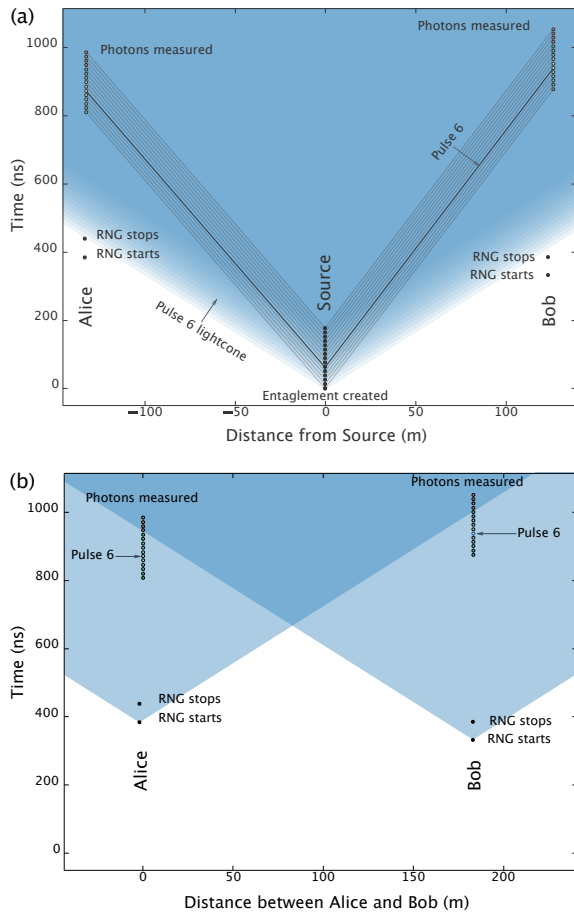 (a)
1000
800
600
400
200
0
Time (ns)
Photons measured
Photons measured
Pulse 6
RNG stops
RNG starts
RNG stops
RNG starts
Alice
Pulse 6 lightcone
Source
Bob
Entaglement created
−100
−50
0
50
100
Distance from Source (m)
(b)
1000
800
600
400
200
0
Time (ns)
Photons measured
Photons measured
Pulse 6
Pulse 6
RNG stops
RNG starts
RNG stops
RNG starts
Alice
Bob
0
50
100
150
200
Distance between Alice and Bob (m)